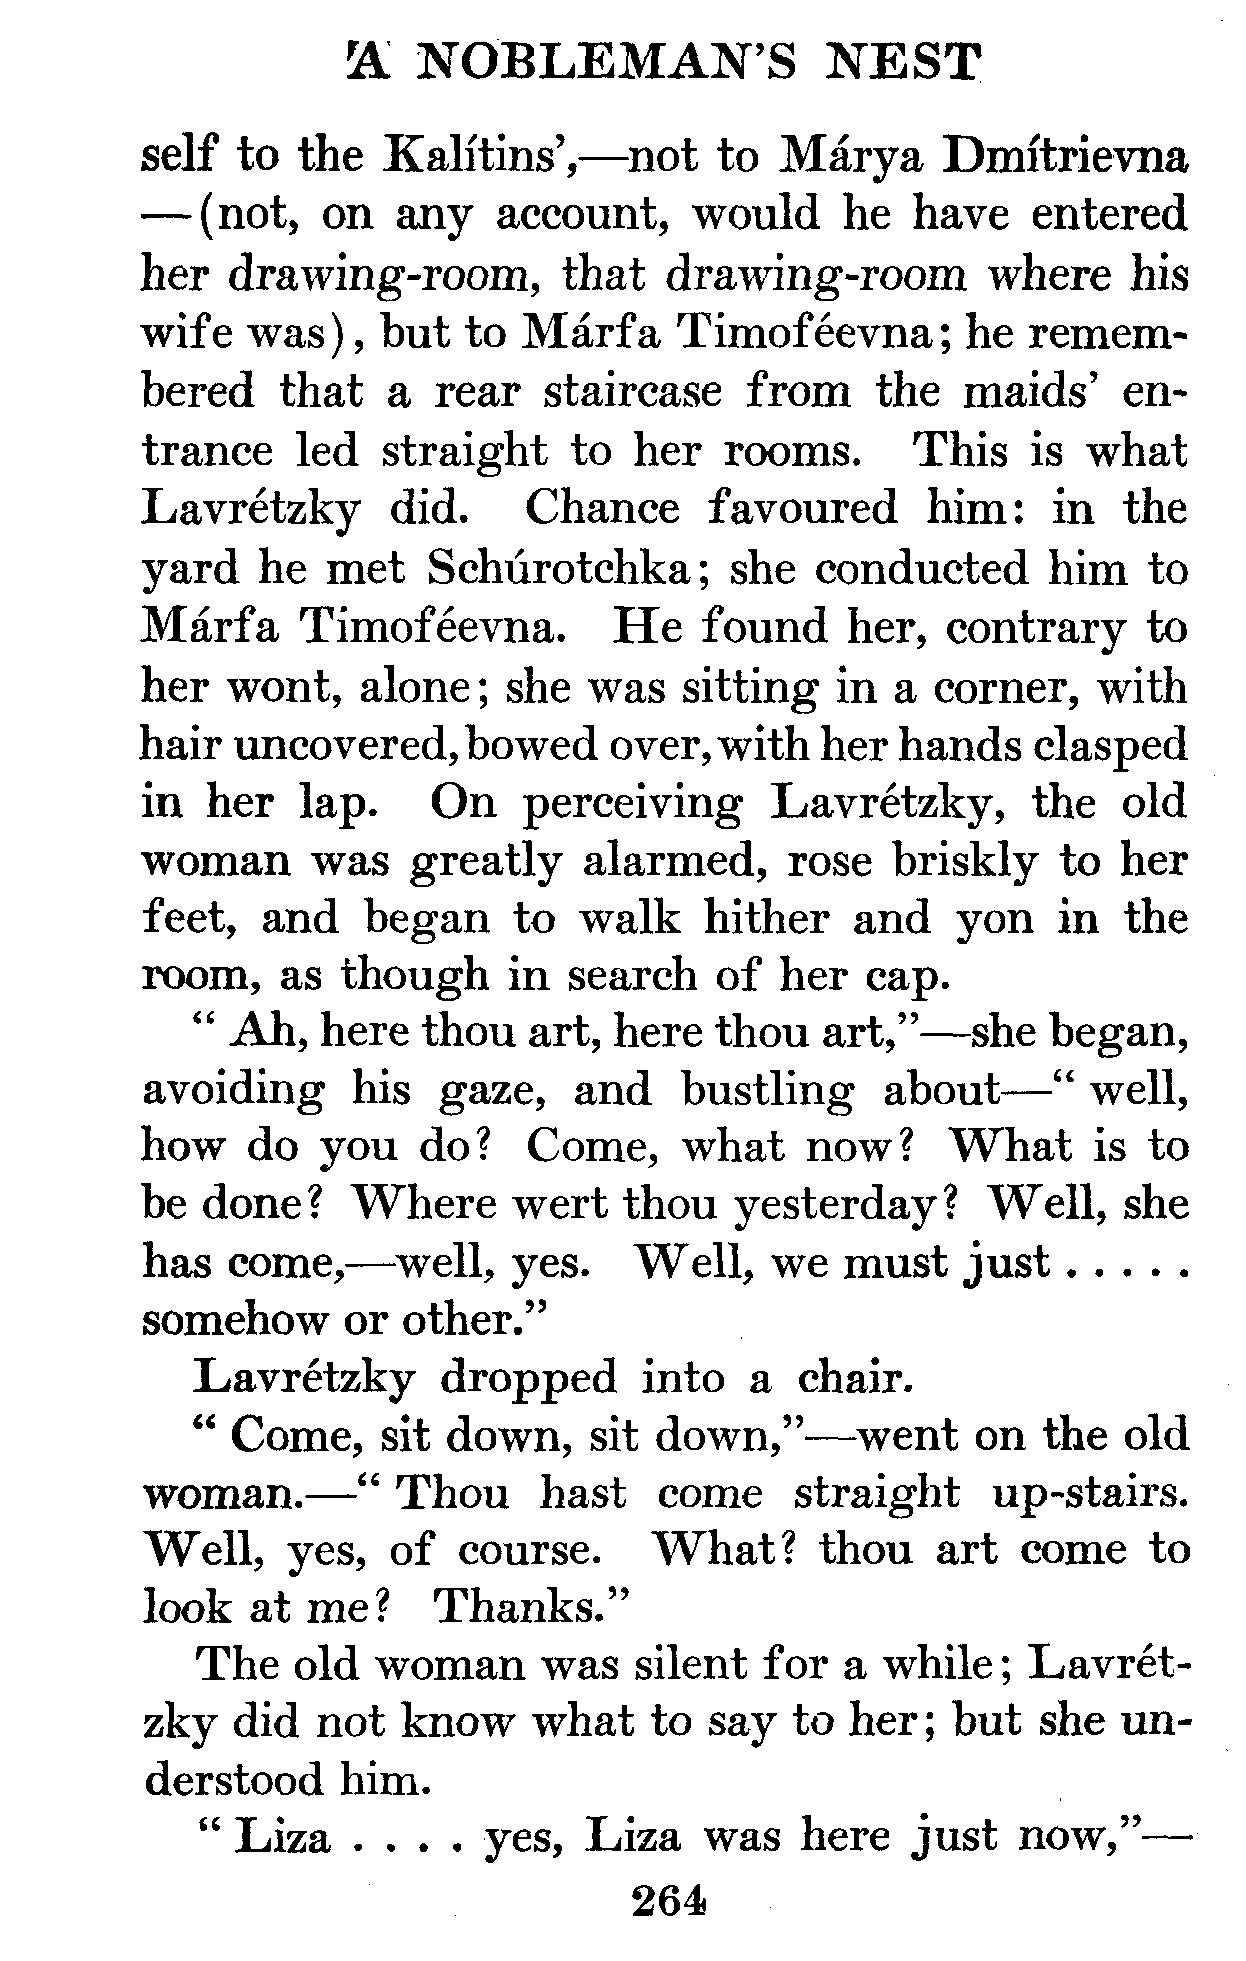 A NOBLEMAN'S NEST
self to the Kalítins',—not to Márya Dmítrievna
—(not, on any account, would he have entered
her drawing-room, that drawing-room where his
wife was), but to Márfa Timoféevna; he remem-
bered that a rear staircase from the maids' en-
trance led straight to her rooms. This is what
Lavrétzky did. Chance favoured him: in the
yard he met Schúrotchka; she conducted him to
Márfa Timoféevna. He found her, contrary to
her wont, alone; she was sitting in a corner, with
hair uncovered, bowed over, with her hands clasped
in her lap. On perceiving Lavrétzky, the old
woman was greatly alarmed, rose briskly to her
feet, and began to walk hither and yon in the
room, as though in search of her cap.
“ Ah, here thou art, here thou art,”—she began,
avoiding his gaze, and bustling about—“ well,
how do you do? Come, what now? What is to
be done? Where wert thou yesterday? Well, she
has come,—well, yes. Well, we must just . . . . .
somehow or other.”
Lavrétzky dropped into a chair.
“ Come, sit down, sit down,”—went on the old
woman.—“ Thou hast come straight up-stairs.
Well, yes, of course. What? thou art come to
look at me? Thanks.”
The old woman was silent for a while; Lavrét-
zky did not know what to say to her; but she un-
derstood him.
“ Liza . . . . yes, Liza was here just now,”—
264